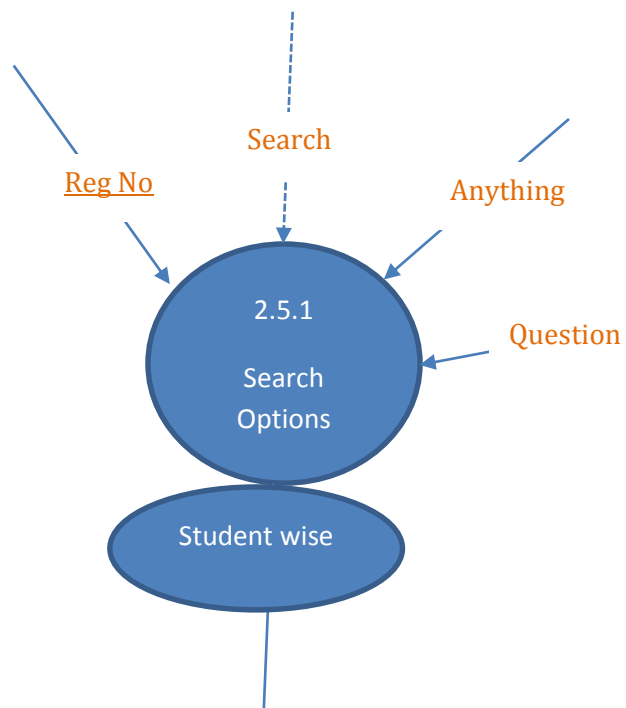 Search
Reg No
Anything
2.5.1
Search
Options
Question
Student wise